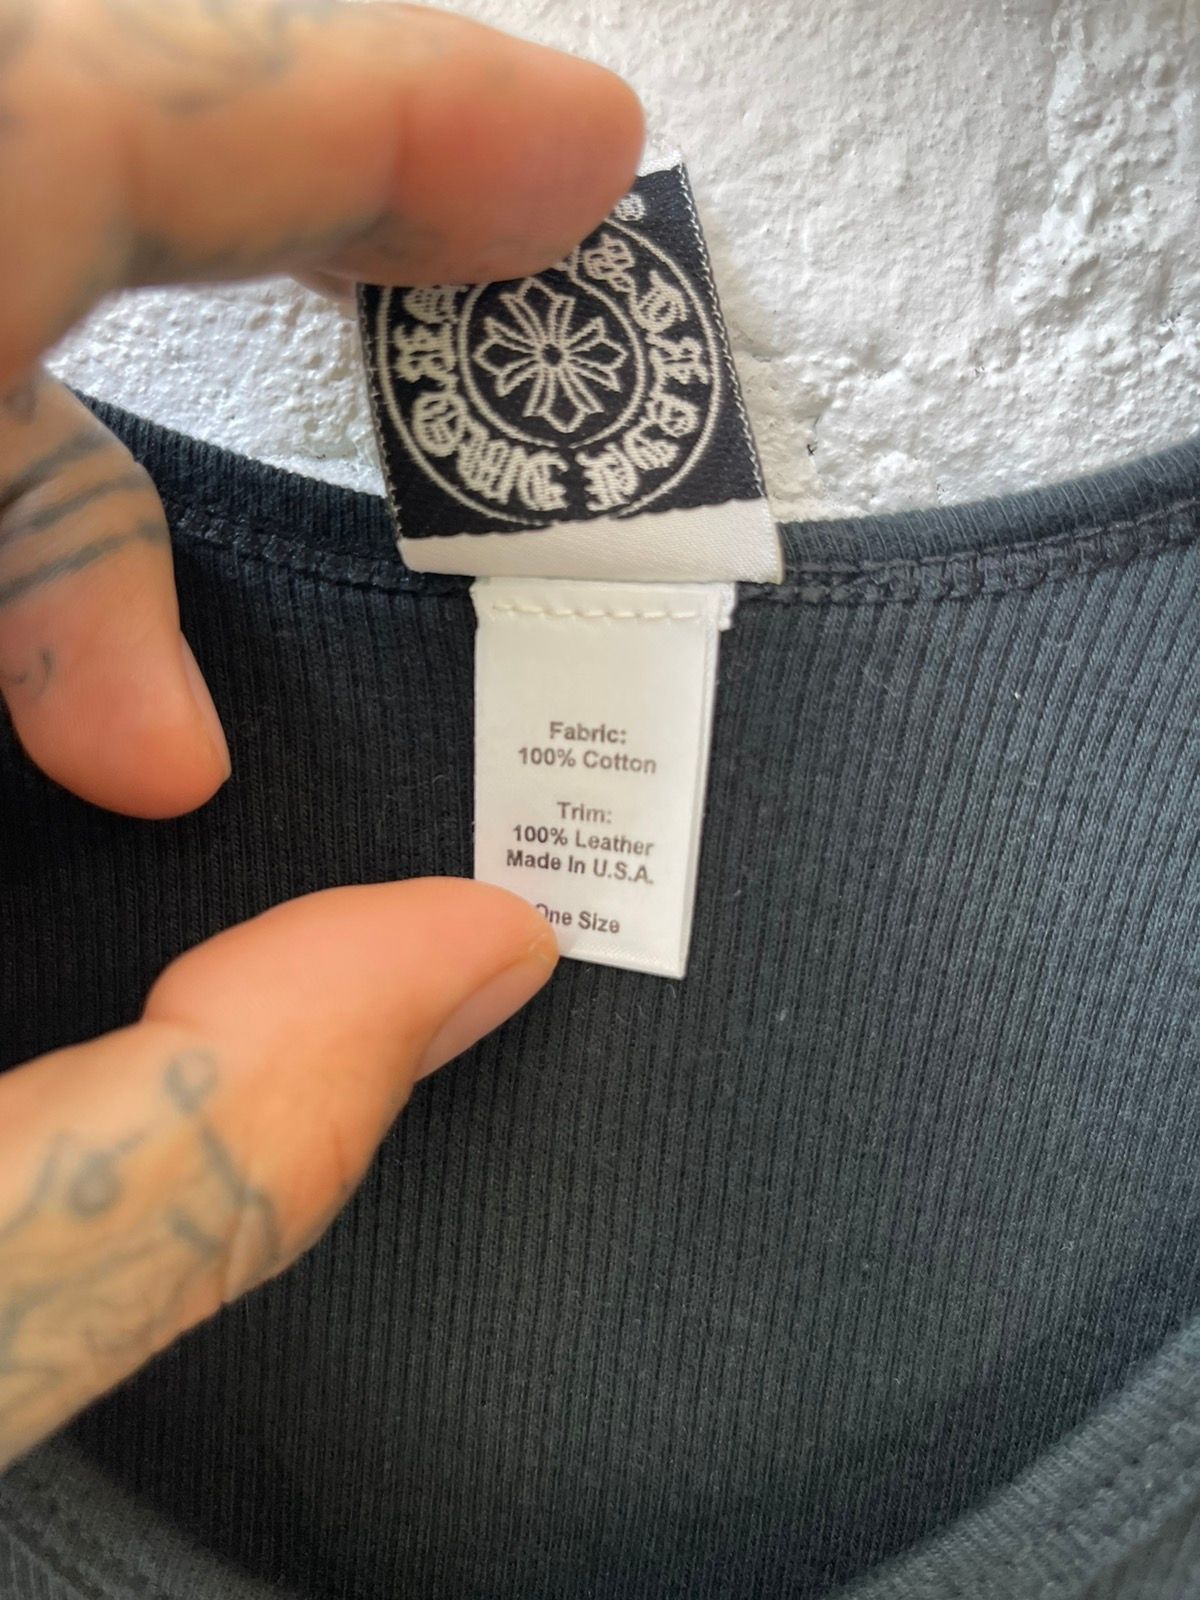 Fabric:
100% Cotton
Trim:
100% Leather
Made In U.S.A.
One Size